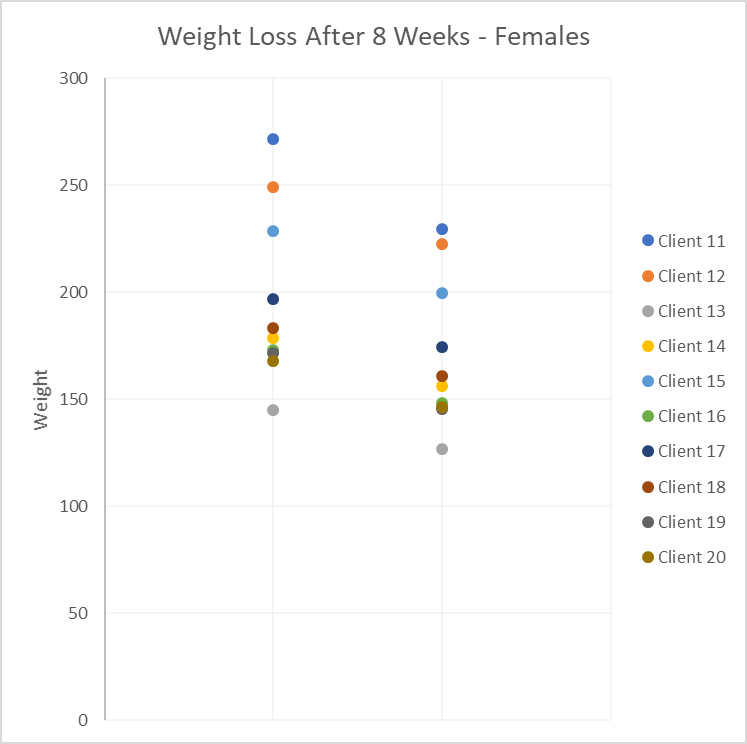 Weight Loss After 8 Weeks - Females
300
250
200
150
100
50
0
Weight
Client 11
Client 12
Client 13
Client 14
Client 15
Client 16
Client 17
Client 18
Client 19
Client 20